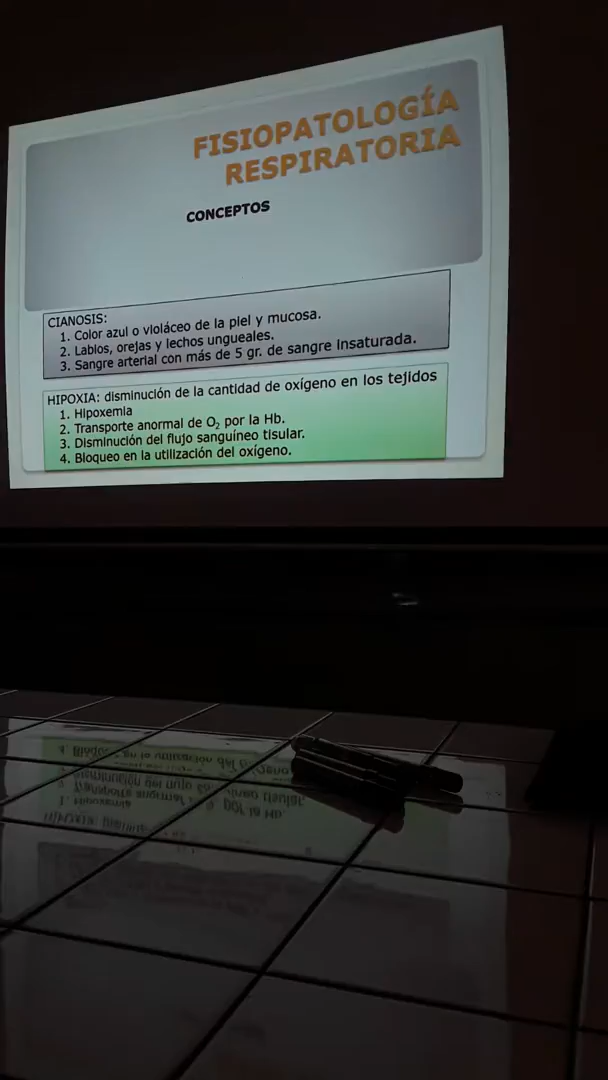 FISIOPATOLOGÍA
RESPIRATORIA
CONCEPTOS
CIANOSIS:
1. Color azul o violáceo de la piel y mucosa.
2. Labios, orejas y lechos ungueales.
3. Sangre arterial con más de 5 gr. de sangre insaturada.
HIPOXIA: disminución de la cantidad de oxígeno en los tejidos
1. Hipoxemia
2. Transporte anormal de O₂ por la Hb.
3. Disminución del flujo sanguíneo tisular.
4. Bloqueo en la utilización del oxígeno.